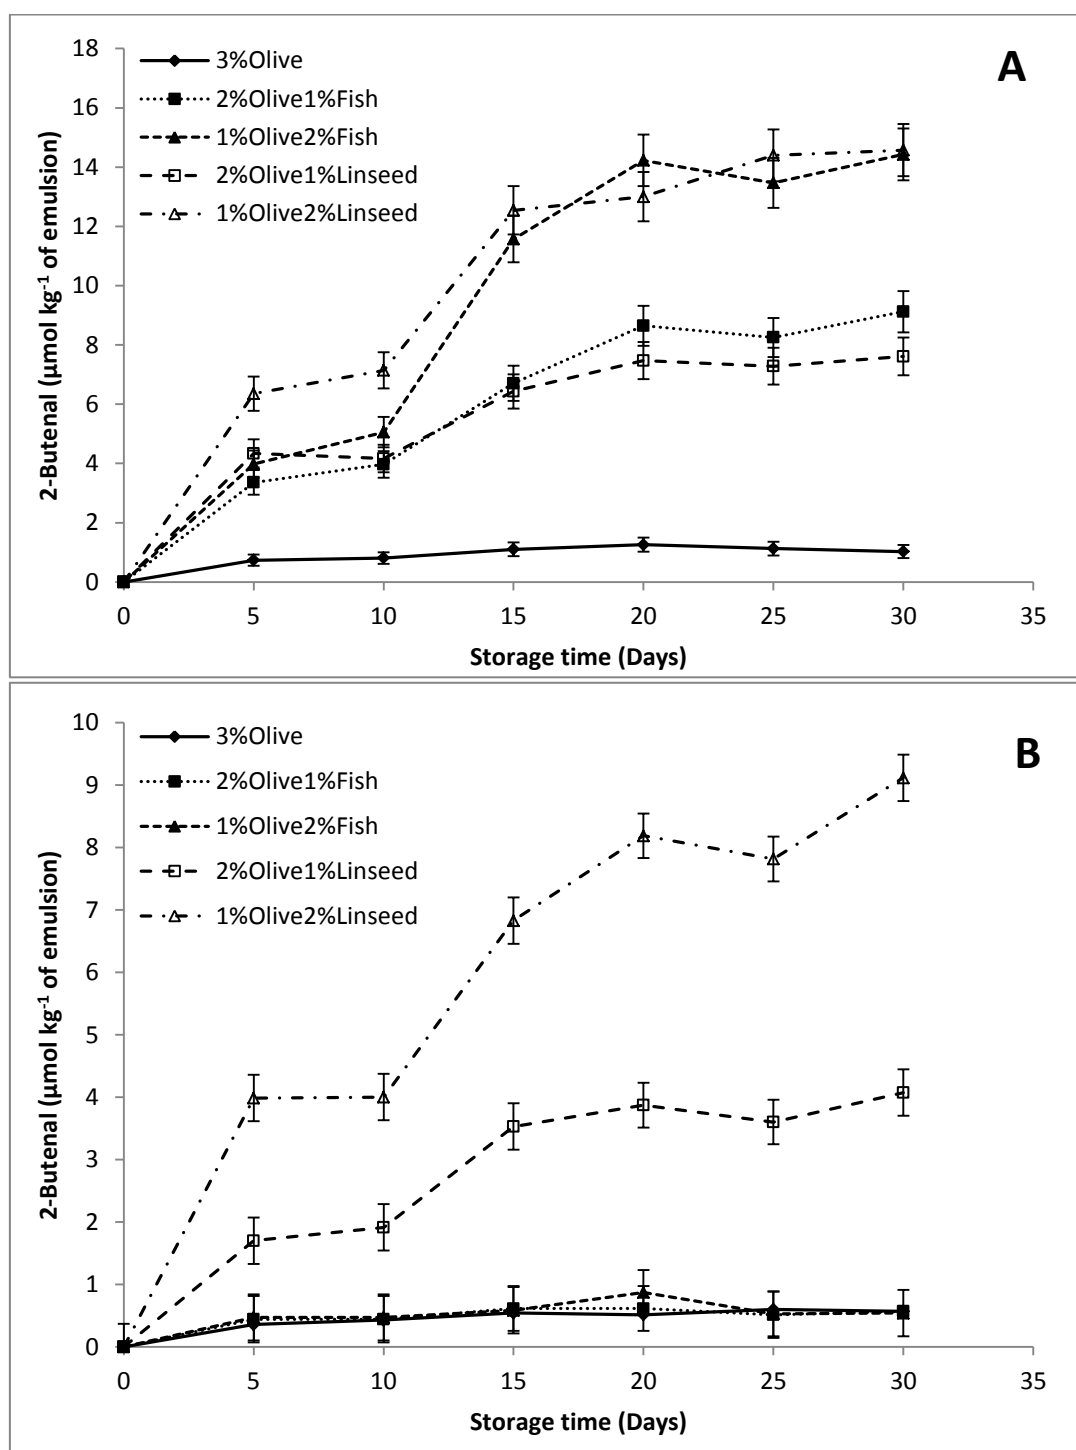 A
3%Olive
2%Olive1%Fish
1%Olive2%Fish
2%Olive1%Linseed
1%Olive2%Linseed
2-Butenal (µmol kg⁻¹ of emulsion)
18
16
14
12
10
8
6
4
2
0
0 5 10 15 20 25 30 35
Storage time (Days)
B
3%Olive
2%Olive1%Fish
1%Olive2%Fish
2%Olive1%Linseed
1%Olive2%Linseed
2-Butenal (µmol kg⁻¹ of emulsion)
10
9
8
7
6
5
4
3
2
1
0
0 5 10 15 20 25 30 35
Storage time (Days)